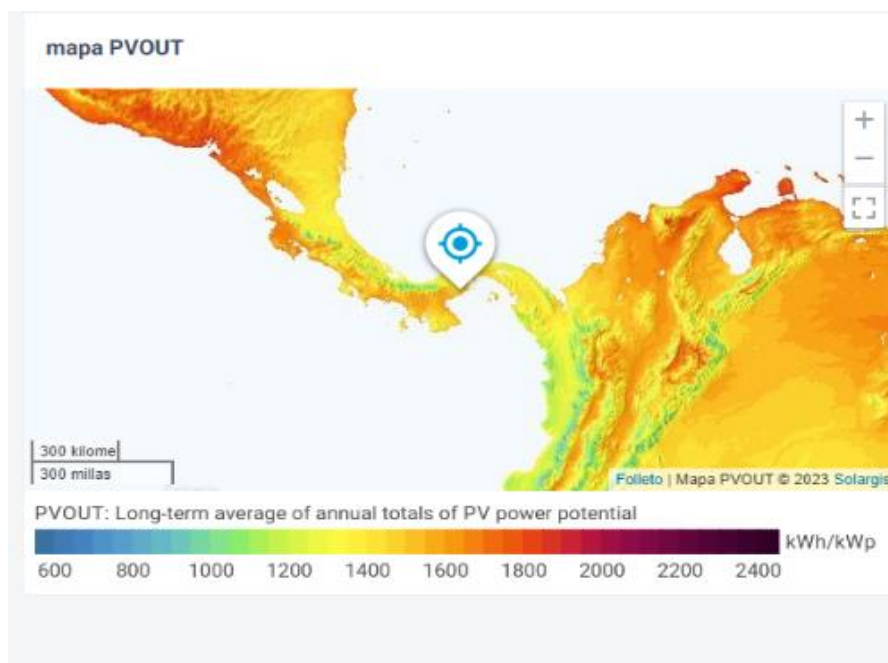 mapa PVOUT
+
−
300 kilome
300 millas
Folleto | Mapa PVOUT © 2023 Solargis
PVOUT: Long-term average of annual totals of PV power potential
kWh/kWp
600 800 1000 1200 1400 1600 1800 2000 2200 2400